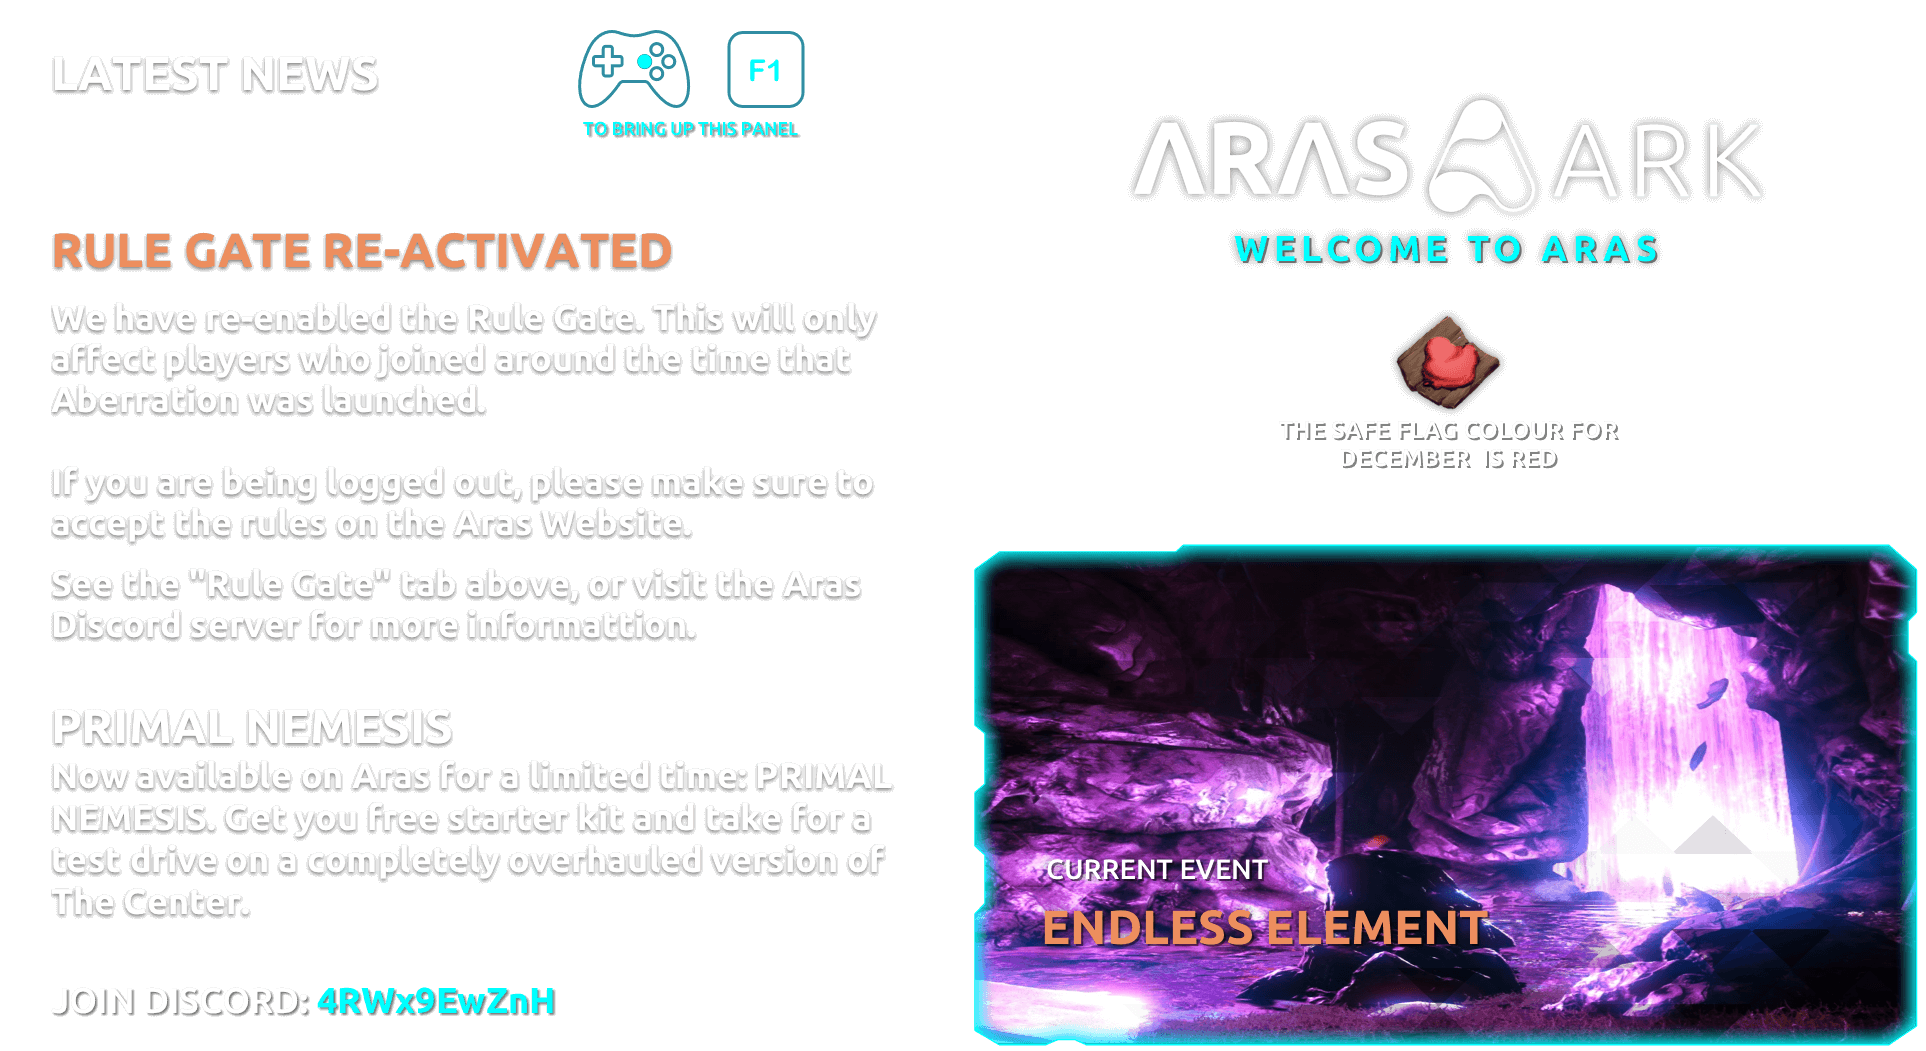 LATEST NEWS
F1
TO BRING UP THIS PANEL
RULE GATE RE-ACTIVATED
We have re-enabled the Rule Gate. This will only
affect players who joined around the time that
Aberration was launched.
If you are being logged out, please make sure to
accept the rules on the Aras Website.
See the "Rule Gate" tab above, or visit the Aras
Discord server for more informattion.
PRIMAL NEMESIS
Now available on Aras for a limited time: PRIMAL
NEMESIS. Get you free starter kit and take for a
test drive on a completely overhauled version of
The Center.
JOIN DISCORD: 4RWx9EwZnH
ARAS ARK
WELCOME TO ARAS
THE SAFE FLAG COLOUR FOR
DECEMBER IS RED
CURRENT EVENT
ENDLESS ELEMENT